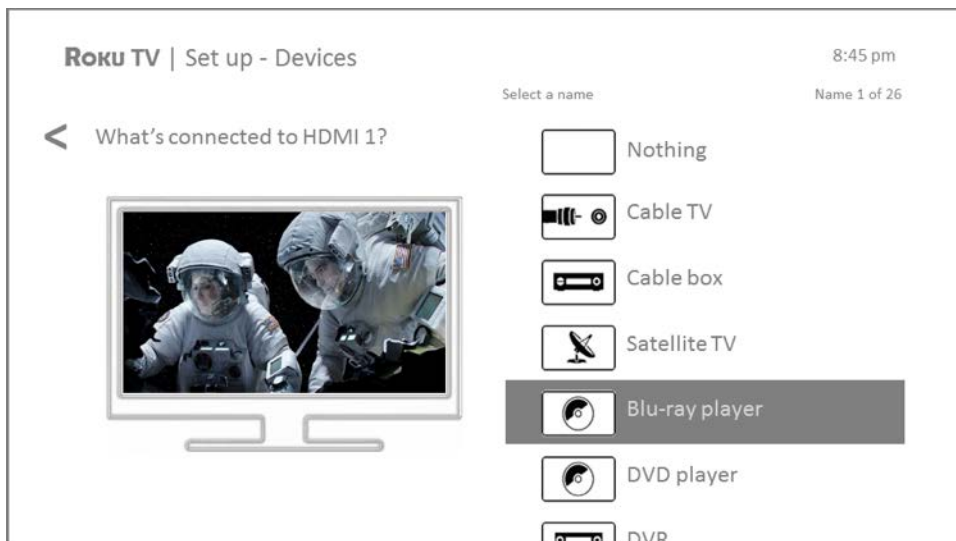 ROKU TV | Set up - Devices
8:45 pm
Select a name
Name 1 of 26
< What's connected to HDMI 1?
Nothing
Cable TV
Cable box
Satellite TV
Blu-ray player
DVD player
DVR